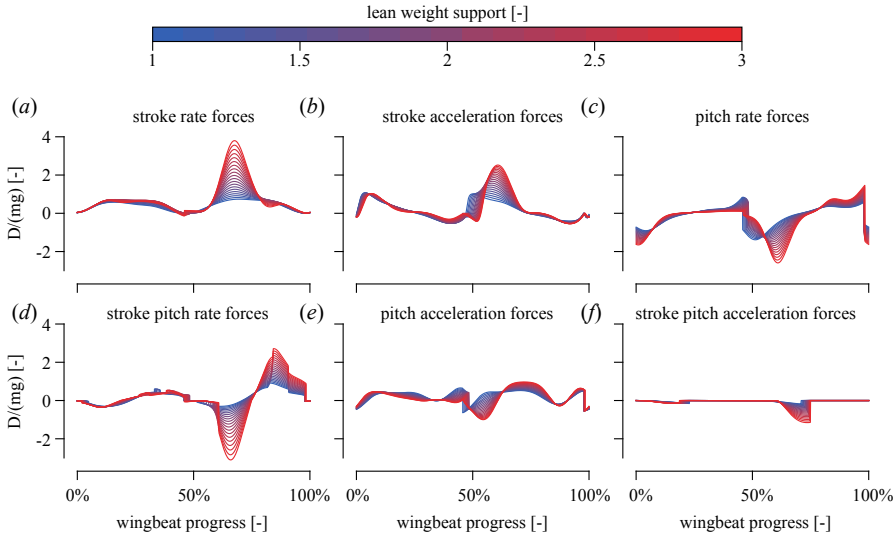 lean weight support [-]
1 1.5 2 2.5 3
(a) (b) (c)
stroke rate forces stroke acceleration forces pitch rate forces
D/(mg) [-]
4
2
0
-2
(d) (e) (f)
stroke pitch rate forces pitch acceleration forces stroke pitch acceleration forces
D/(mg) [-]
4
2
0
-2
0% 50% 100% 0% 50% 100% 0% 50% 100%
wingbeat progress [-] wingbeat progress [-] wingbeat progress [-]